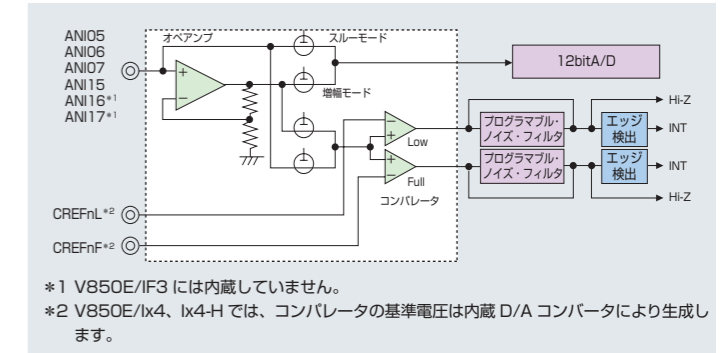 ANI05
ANI06
ANI07
ANI15
ANI16*1
ANI17*1
オペアンプ
スルーモード
増幅モード
12bitA/D
Low
Full
コンパレータ
プログラマブル・
ノイズ・フィルタ
エッジ
検出
Hi-Z
INT
プログラマブル・
ノイズ・フィルタ
エッジ
検出
INT
Hi-Z
CREFnL*2
CREFnF*2
*1 V850E/IF3 には内蔵していません。
*2 V850E/Ix4、Ix4-H では、コンパレータの基準電圧は内蔵 D/A コンバータにより生成し
ます。